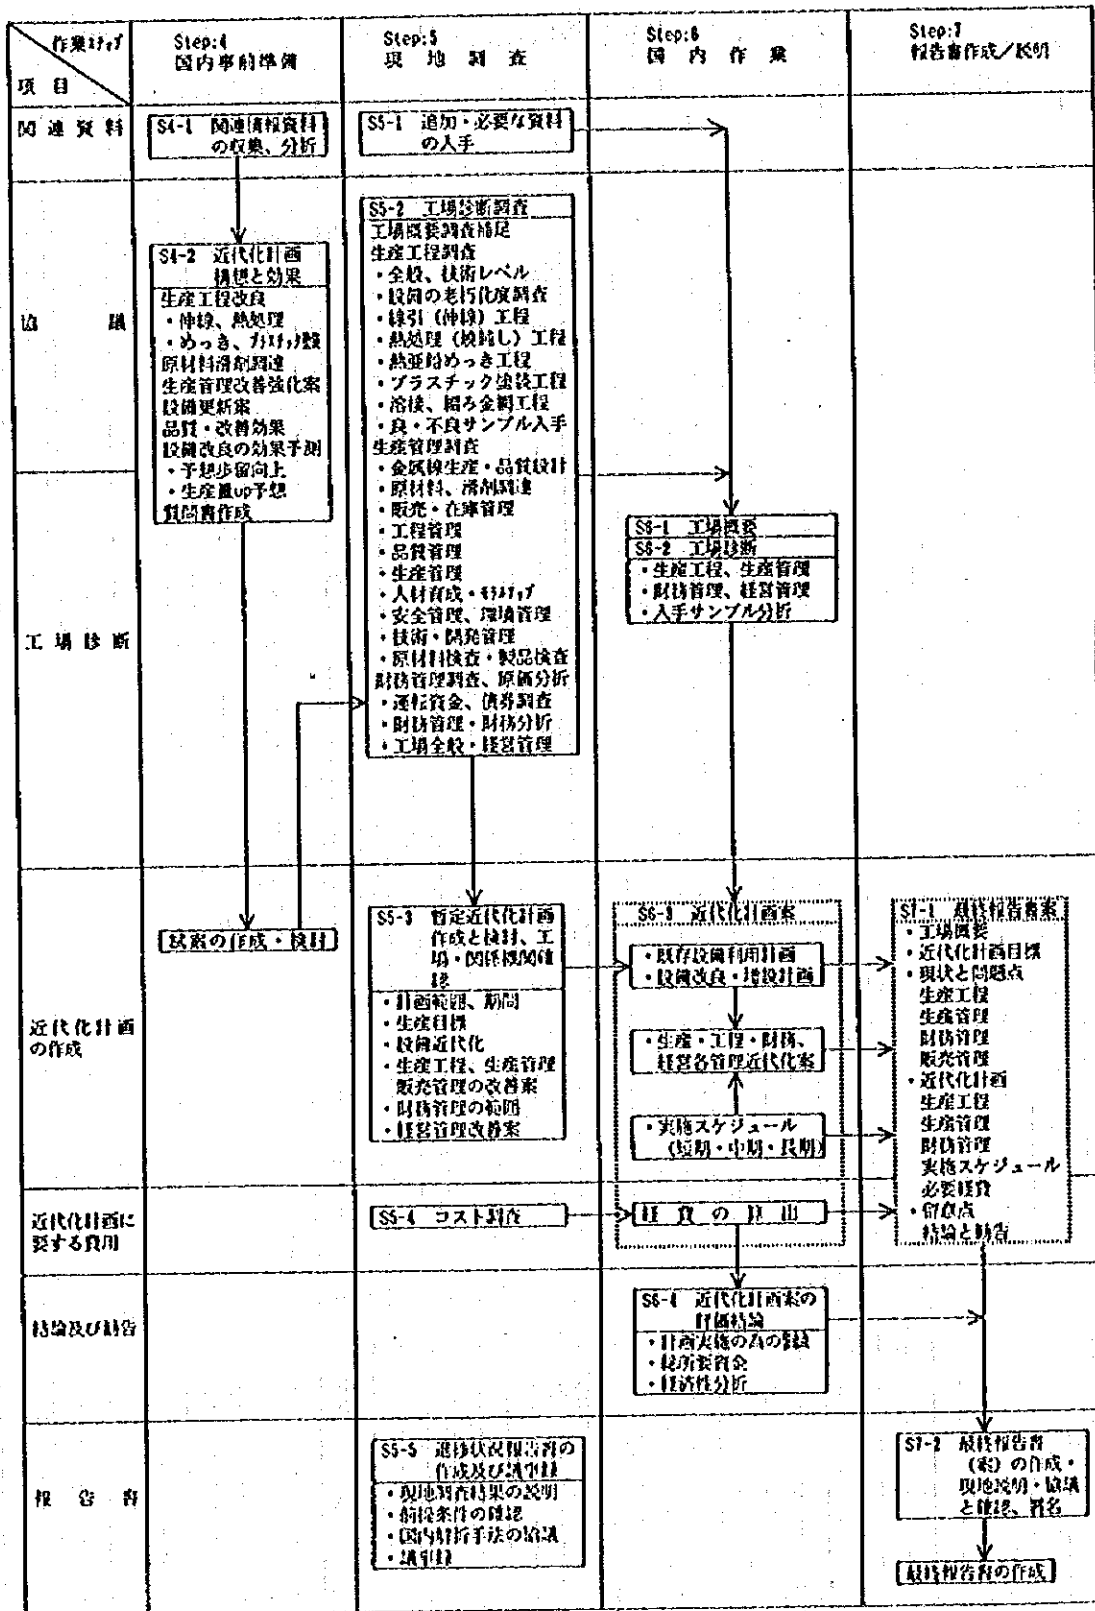 作業ｽﾃｯﾌﾟ
項目
Step:4
国内事前準備
Step:5
現地調査
Step:6
国内作業
Step:7
報告書作成／説明
関連資料
S4-1 関連情報資料
の収集、分析
S5-1 追加・必要な資料
の入手
協議
S4-2 近代化計画
構想と効果
生産工程改良
・伸線、熱処理
・めっき、ﾌﾟﾗｽﾁｯｸ塗装
原材料溶剤調達
生産管理改善強化案
設備更新案
品質・改善効果
設備改良の効果予測
・予想歩留向上
・生産量up予想
質問書作成
S5-2 工場診断調査
工場概要調査補足
生産工程調査
・全般、技術レベル
・設備の老朽化度調査
・線引（伸線）工程
・熱処理（焼鈍し）工程
・熱亜鉛めっき工程
・プラスチック塗装工程
・溶接、編み金網工程
・良・不良サンプル入手
生産管理調査
・金属線生産・品質設計
・原材料、溶剤調達
・販売・在庫管理
・工程管理
・品質管理
・生産管理
・人材育成・ﾓﾗﾙｱｯﾌﾟ
・安全管理、環境管理
・技術・開発管理
・原材料検査・製品検査
財務管理調査、原価分析
・運転資金、債券調査
・財務管理・財務分析
・工場全般・経営管理
工場診断
S6-1 工場概要
S6-2 工場診断
・生産工程、生産管理
・財務管理、経営管理
・入手サンプル分析
近代化計画
の作成
試案の作成・検討
S5-3 暫定近代化計画
作成と検討、工
場・関係機関確
認
・計画範囲、期間
・生産目標
・設備近代化
・生産工程、生産管理
販売管理の改善案
・財務管理の範囲
・経営管理改善案
S6-3 近代化計画案
・既存設備利用計画
・設備改良・増設計画
・生産・工程・財務、
経営各管理近代化案
・実施スケジュール
（短期・中期・長期）
S7-1 最終報告書案
・工場概要
・近代化計画目標
・現状と問題点
生産工程
生産管理
財務管理
販売管理
・近代化計画
生産工程
生産管理
財務管理
実施スケジュール
必要経費
・留意点
結論と勧告
近代化計画に
要する費用
S5-4 コスト調査
経費の算出
結論及び勧告
S6-4 近代化計画案の
評価結論
・計画実施の為の
・総所要資金
・経済性分析
報告書
S5-5 進捗状況報告書の
作成及び議事録
・現地調査結果の説明
・前提条件の確認
・国内解析手法の協議
・議事録
S7-2 最終報告書
（案）の作成・
現地説明・協議
と確認、署名
最終報告書の作成